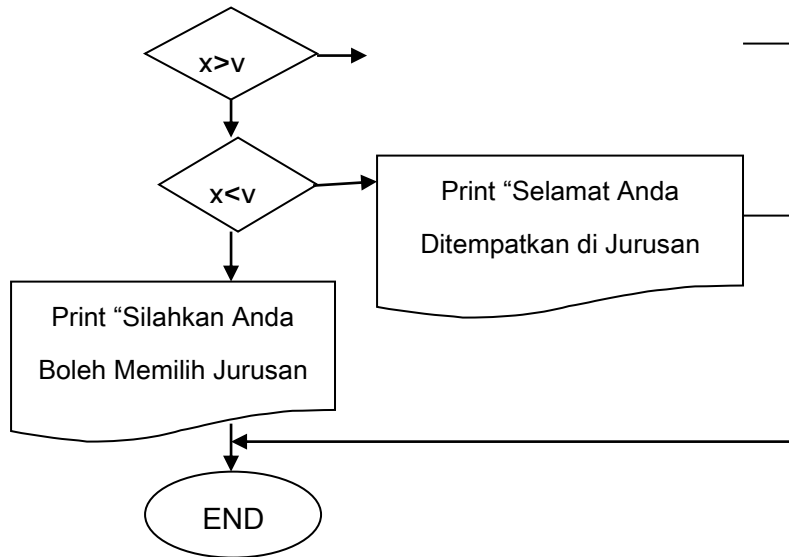 x>v
x<v
Print “Selamat Anda
Ditempatkan di Jurusan
Print “Silahkan Anda
Boleh Memilih Jurusan
END